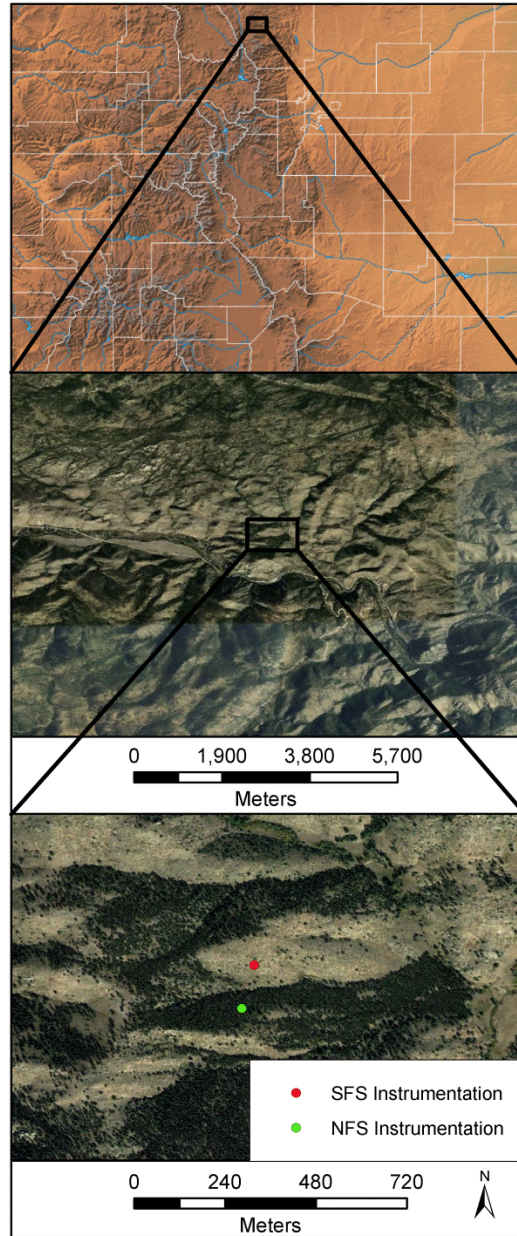 0 1,900 3,800 5,700
Meters
SFS Instrumentation
NFS Instrumentation
0 240 480 720
Meters
N